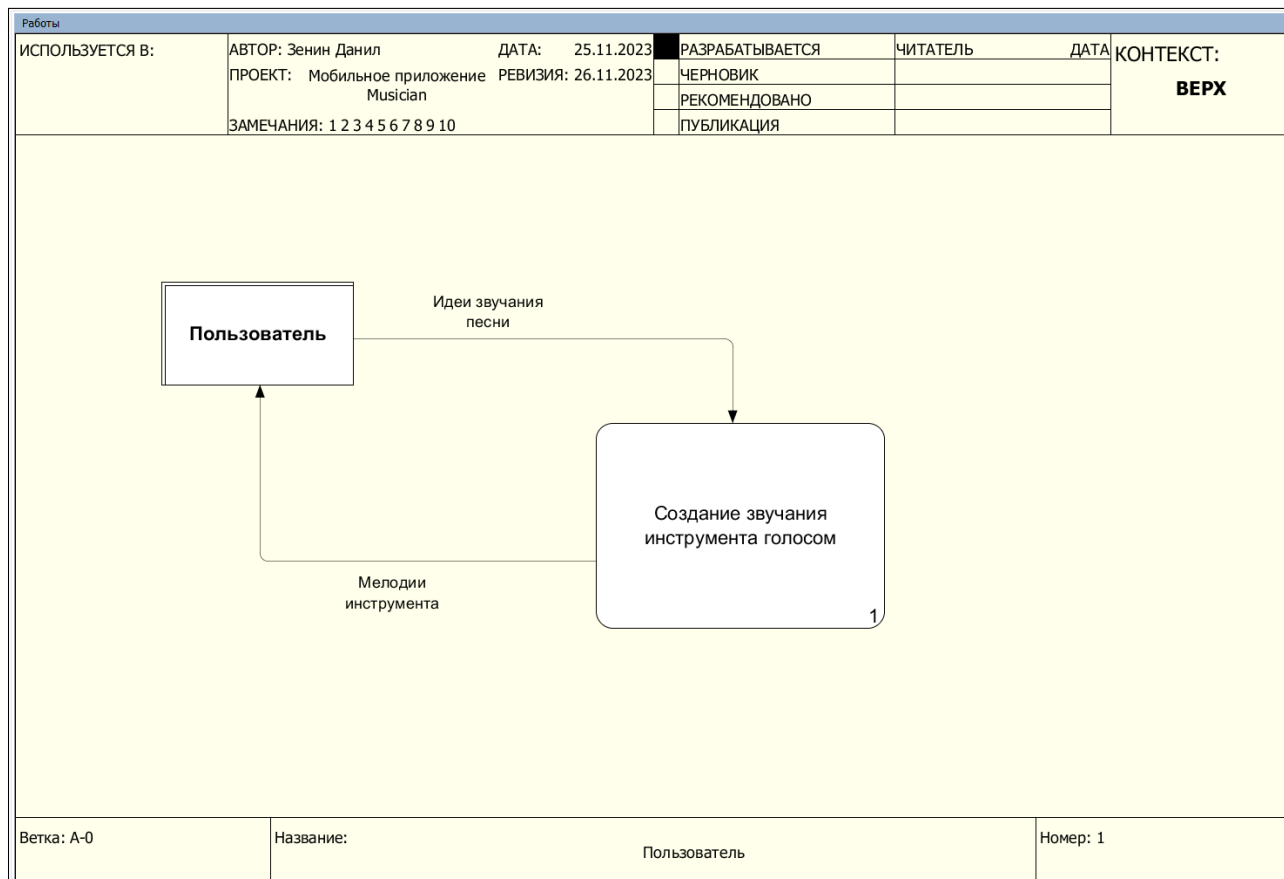 Работы
ИСПОЛЬЗУЕТСЯ В:
АВТОР: Зенин Данил
ДАТА: 25.11.2023
РАЗРАБАТЫВАЕТСЯ
ЧИТАТЕЛЬ
ДАТА
КОНТЕКСТ:
ПРОЕКТ: Мобильное приложение
Musician
РЕВИЗИЯ: 26.11.2023
ЧЕРНОВИК
ВЕРХ
РЕКОМЕНДОВАНО
ЗАМЕЧАНИЯ: 1 2 3 4 5 6 7 8 9 10
ПУБЛИКАЦИЯ
Идеи звучания
песни
Пользователь
Создание звучания
инструмента голосом
1
Мелодии
инструмента
Ветка: A-0
Название:
Пользователь
Номер: 1